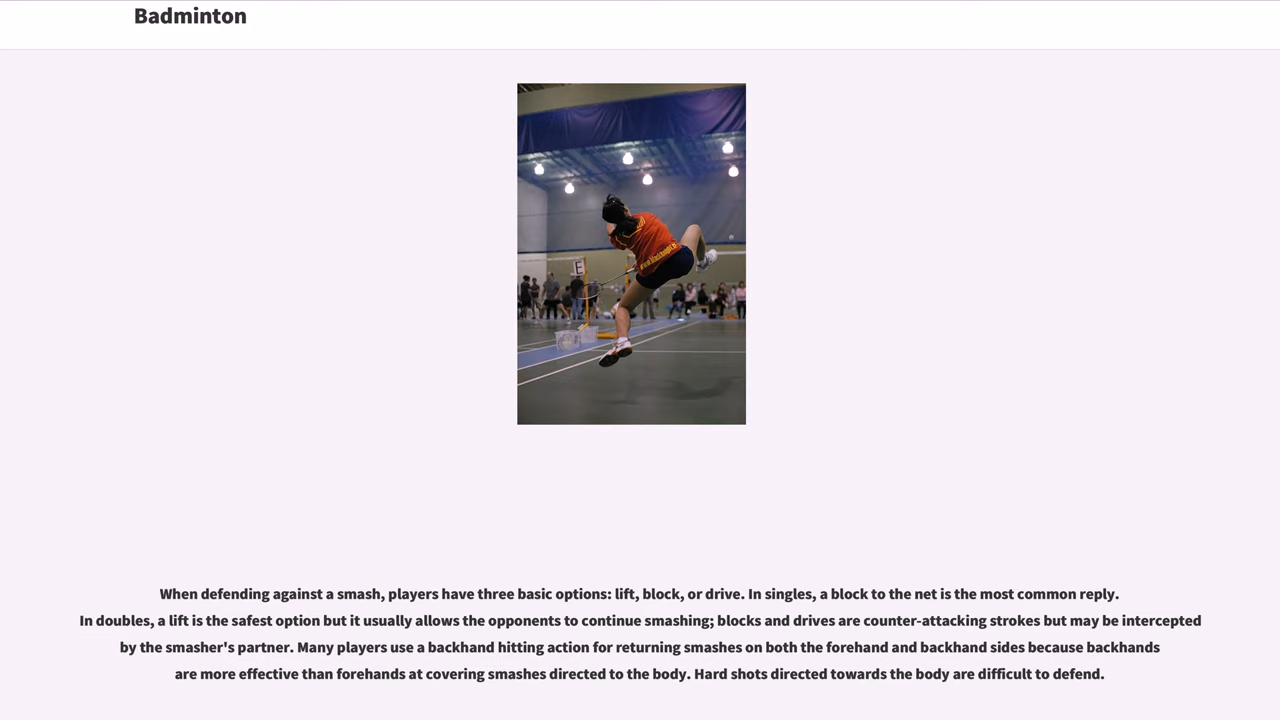 Badminton
E
When defending against a smash, players have three basic options: lift, block, or drive. In singles, a block to the net is the most common reply.
In doubles, a lift is the safest option but it usually allows the opponents to continue smashing; blocks and drives are counter-attacking strokes but may be intercepted
by the smasher's partner. Many players use a backhand hitting action for returning smashes on both the forehand and backhand sides because backhands
are more effective than forehands at covering smashes directed to the body. Hard shots directed towards the body are difficult to defend.